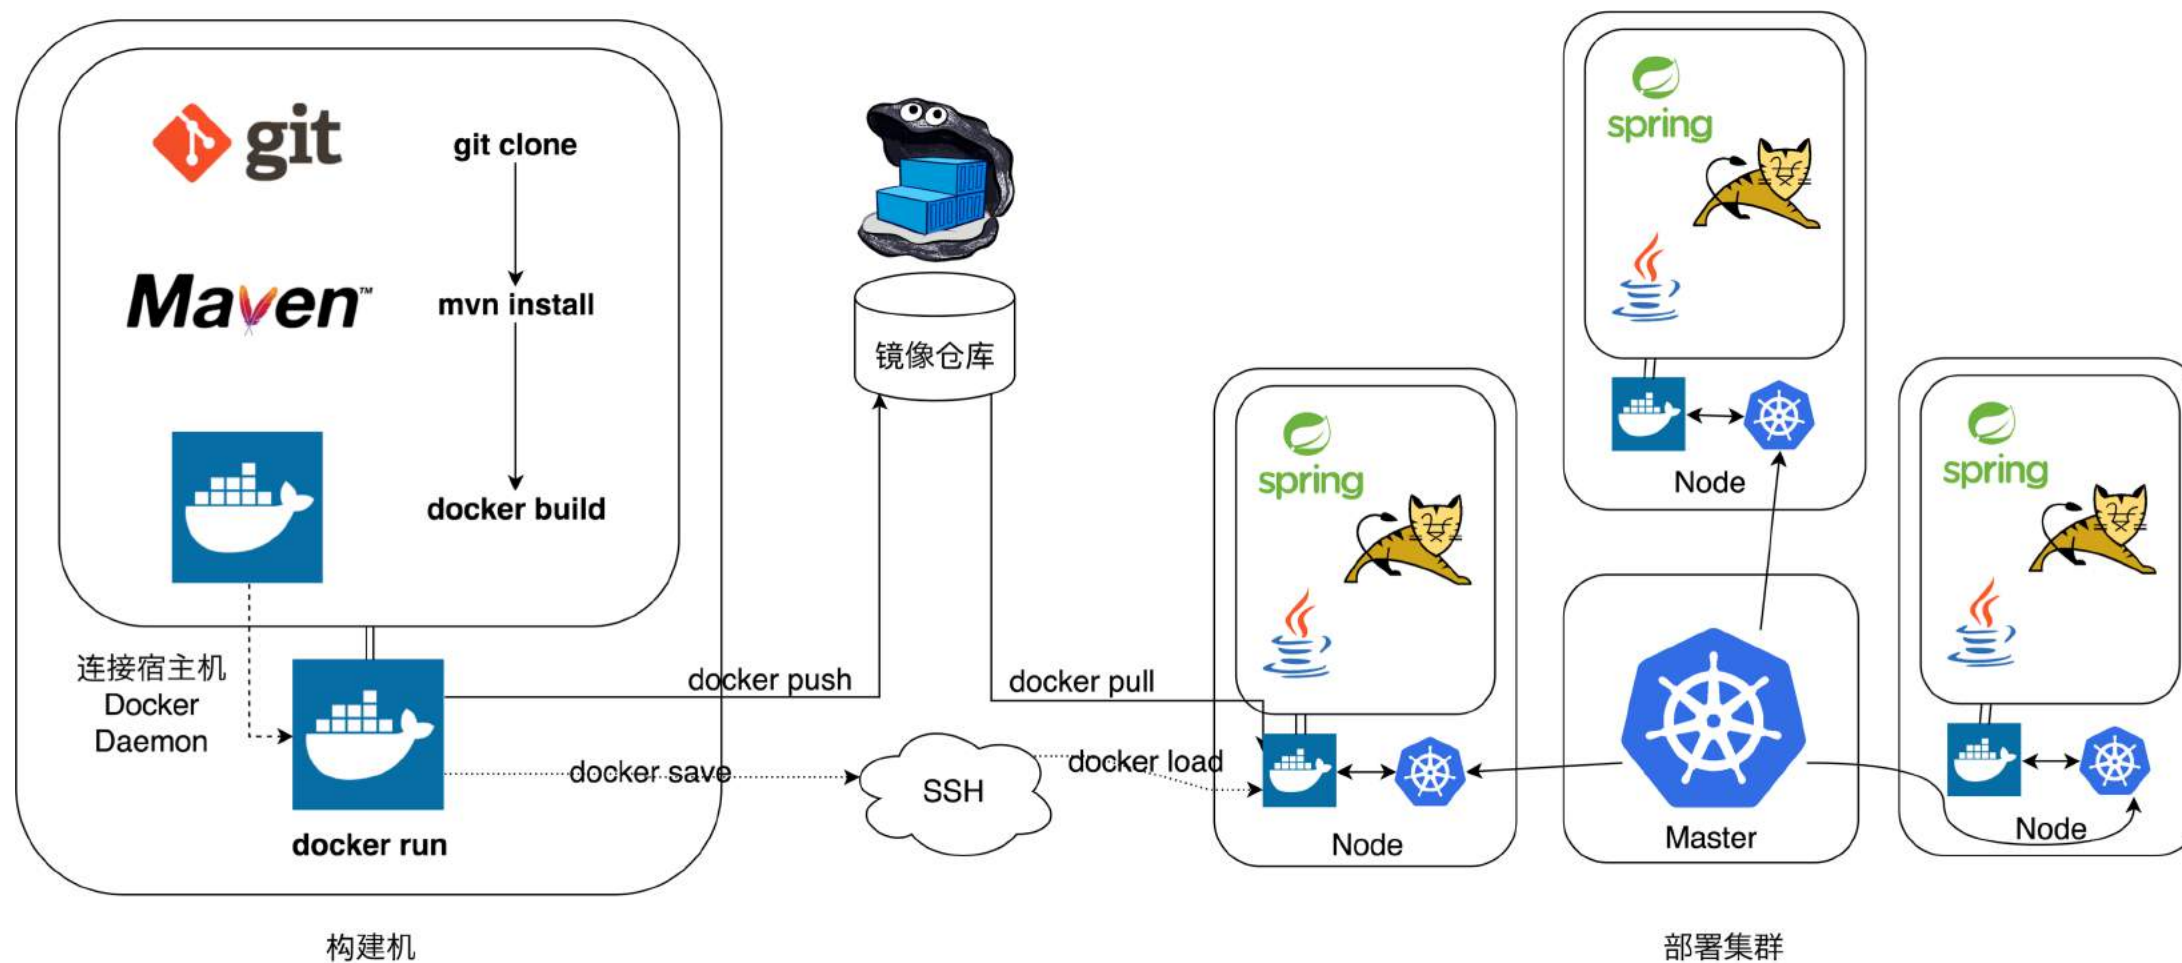 git
git clone
Maven™
mvn install
docker build
连接宿主机
Docker
Daemon
docker run
构建机
镜像仓库
docker push
docker pull
docker save
SSH
docker load
spring
Node
spring
Node
Master
spring
Node
部署集群